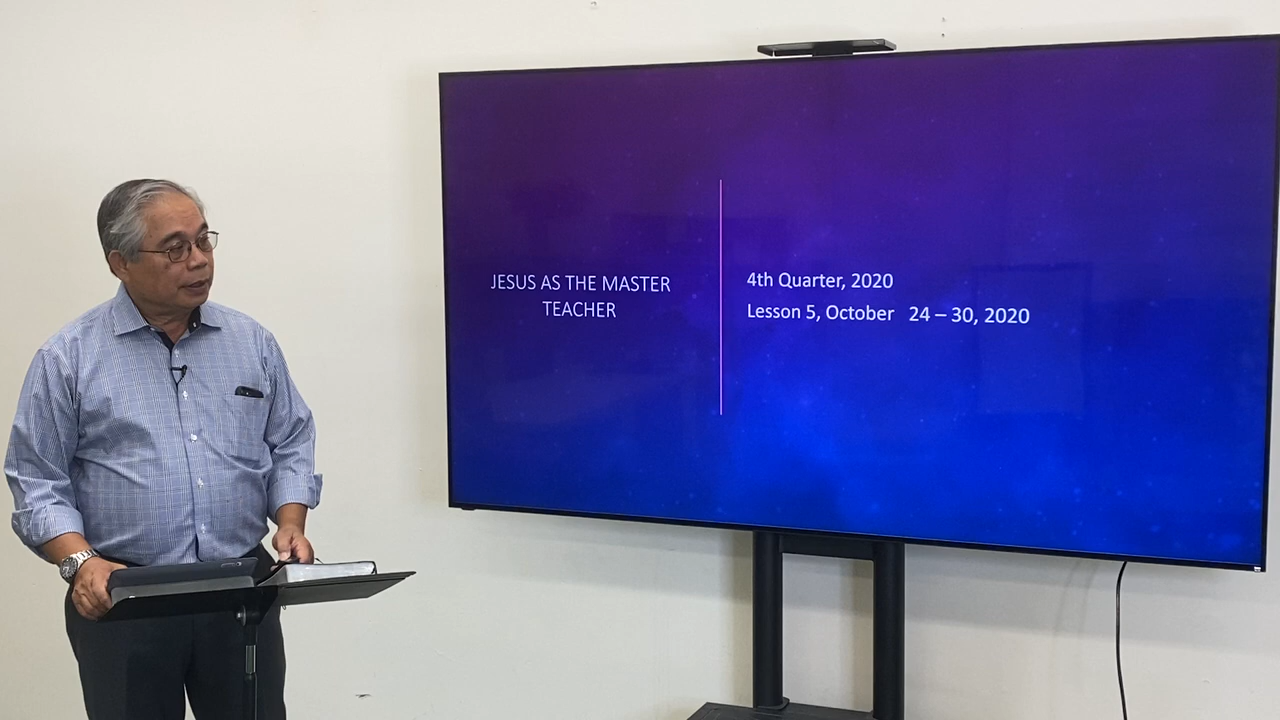 JESUS AS THE MASTER
TEACHER
4th Quarter, 2020
Lesson 5, October 24 – 30, 2020